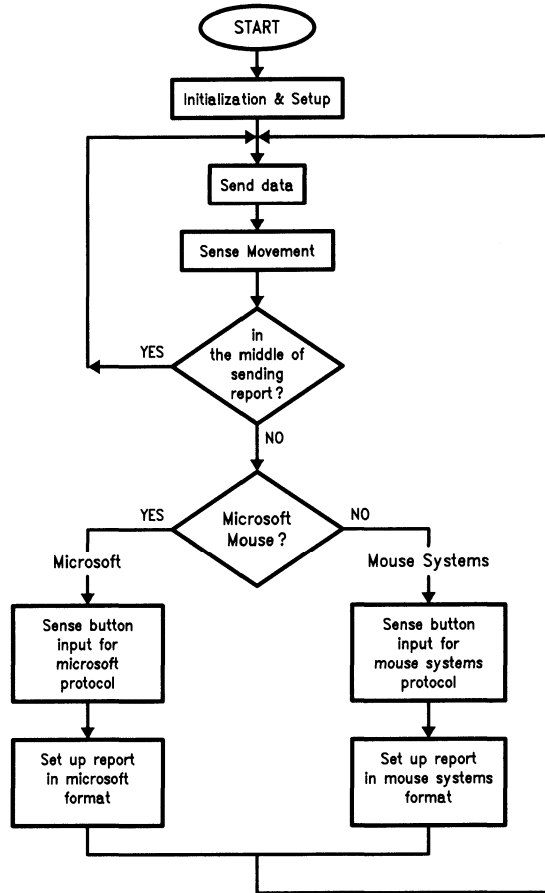 START
Initialization & Setup
Send data
Sense Movement
in
the middle of
sending
report?
YES
NO
Microsoft
Mouse?
YES
NO
Microsoft
Mouse Systems
Sense button
input for
microsoft
protocol
Sense button
input for
mouse systems
protocol
Set up report
in microsoft
format
Set up report
in mouse systems
format